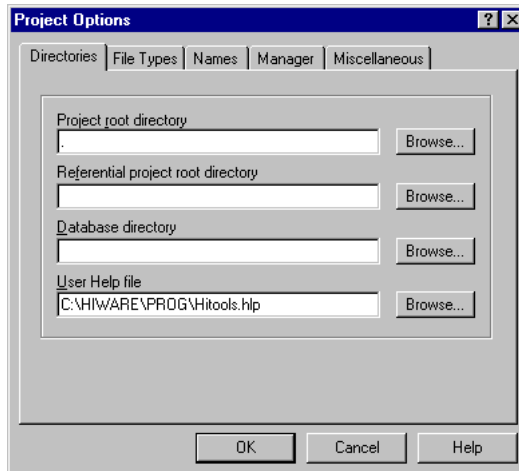 Project Options
Directories File Types Names Manager Miscellaneous
Project root directory
. Browse...
Referential project root directory
Browse...
Database directory
Browse...
User Help file
C:\HIWARE\PROG\Hitools.hlp Browse...
OK Cancel Help